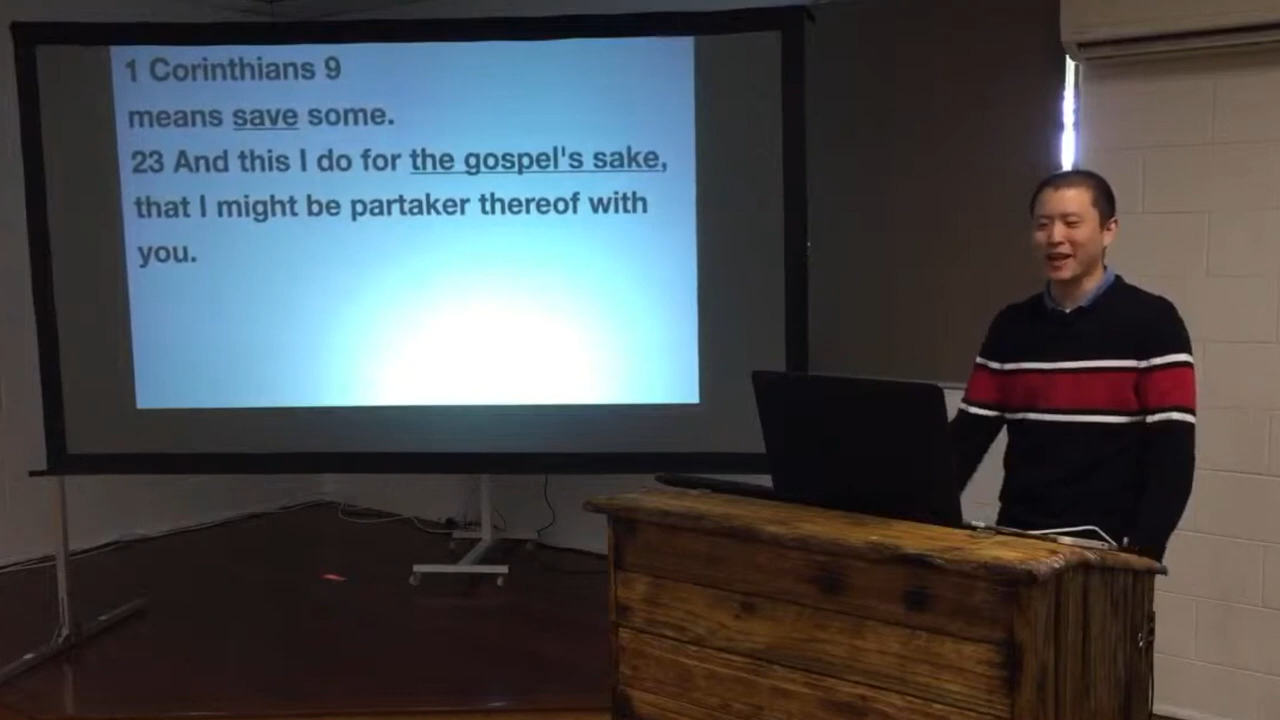 1 Corinthians 9
means save some.
23 And this I do for the gospel's sake,
that I might be partaker thereof with
you.